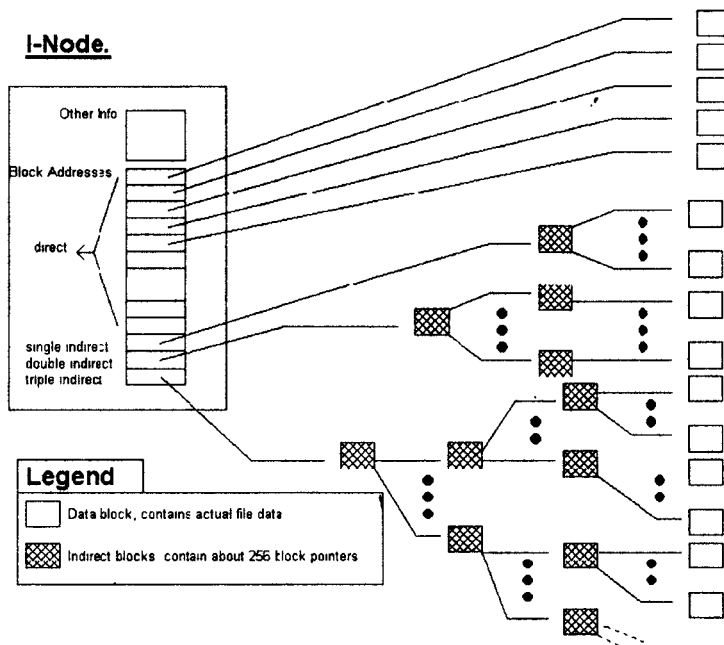 I-Node.
Other Info
Block Addresses
direct
single indirect
double indirect
triple indirect
Legend
Data block, contains actual file data
Indirect blocks contain about 256 block pointers